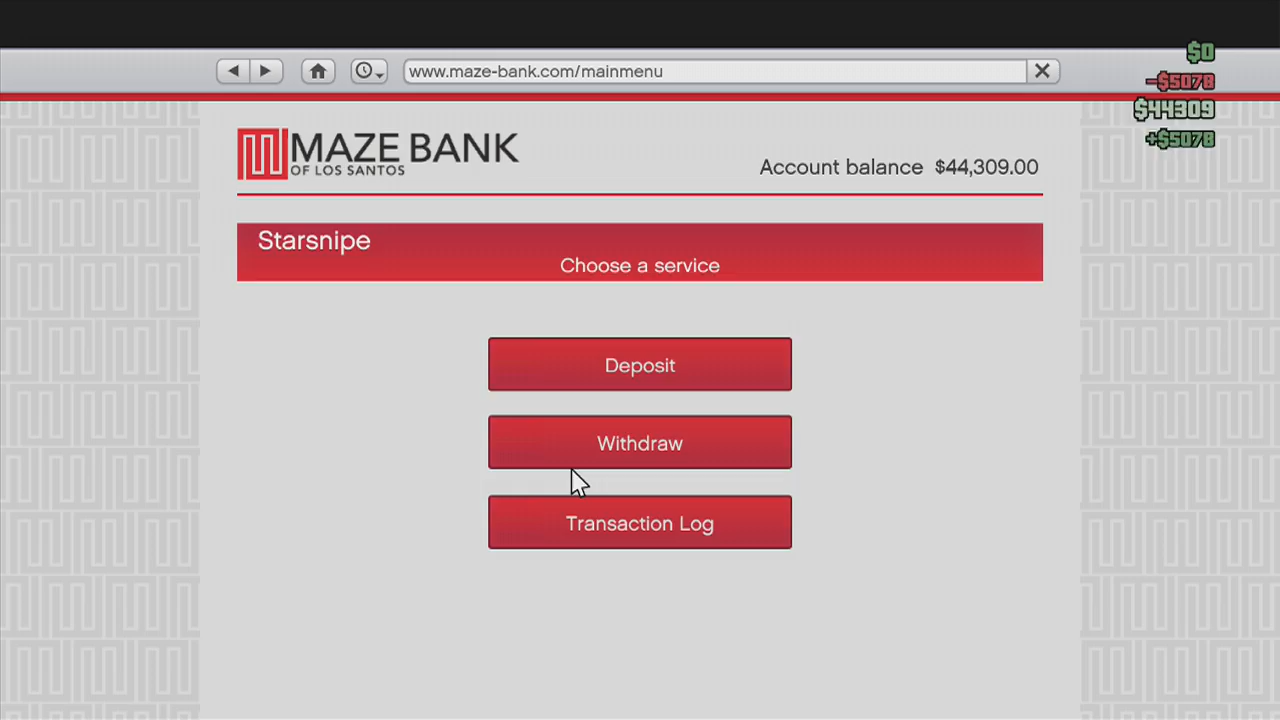 www.maze-bank.com/mainmenu
$0
-$5078
$44309
+$5078
MAZE BANK
OF LOS SANTOS
Account balance $44,309.00
Starsnipe
Choose a service
Deposit
Withdraw
Transaction Log